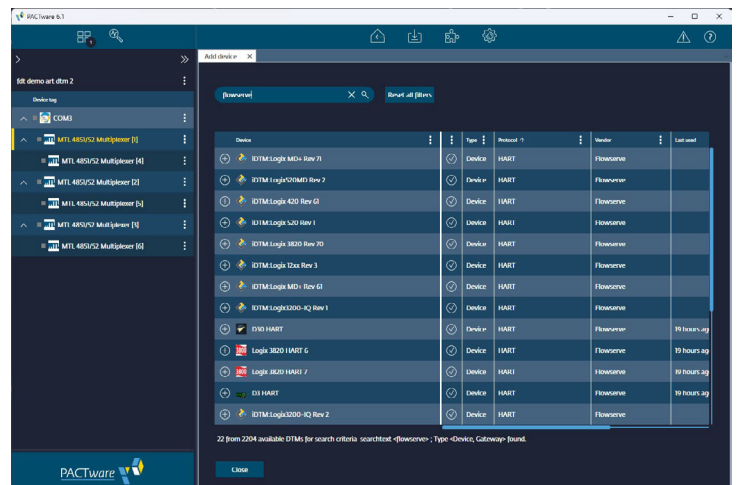 PACTware 6.1
1
Add device X
fdt demo art dtm 2
Device tag
COM3
MTL 4851/52 Multiplexer [1]
MTL 4851/52 Multiplexer [4]
MTL 4851/52 Multiplexer [2]
MTL 4851/52 Multiplexer [5]
MTL 4851/52 Multiplexer [3]
MTL 4851/52 Multiplexer [6]
flowserve Reset all filters
Device Type Protocol ↑ Vendor Last used
iDTM:Logix MD+ Rev 71 Device HART Flowserve
iDTM:Logix520MD Rev 2 Device HART Flowserve
iDTM:Logix 420 Rev 61 Device HART Flowserve
iDTM:Logix 520 Rev 1 Device HART Flowserve
iDTM:Logix 3820 Rev 70 Device HART Flowserve
iDTM:Logix 12xx Rev 3 Device HART Flowserve
iDTM:Logix MD+ Rev 61 Device HART Flowserve
iDTM:Logix3200-IQ Rev 1 Device HART Flowserve
D30 HART Device HART Flowserve 19 hours ag
Logix 3820 HART 6 Device HART Flowserve 19 hours ag
Logix 3820 HART 7 Device HART Flowserve 19 hours ag
D3 HART Device HART Flowserve 19 hours ag
iDTM:Logix3200-IQ Rev 2 Device HART Flowserve
22 from 2204 available DTMs for search criteria searchtext <flowserve> ; Type <Device, Gateway> found.
Close
PACTware